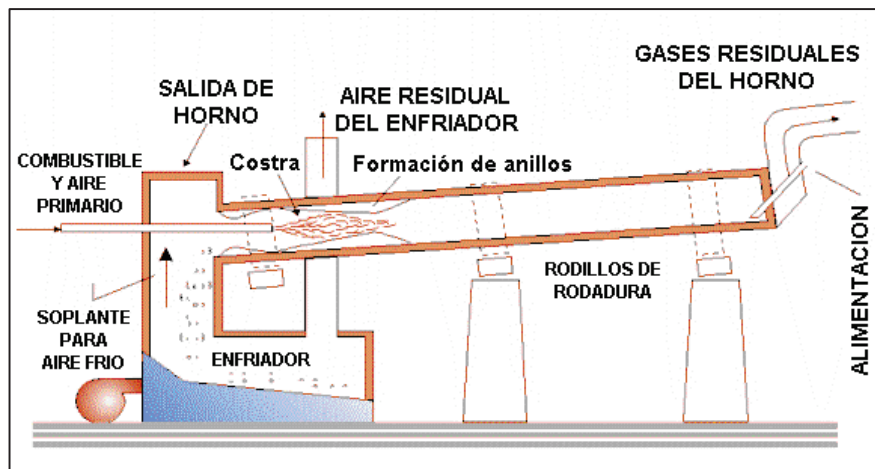 GASES RESIDUALES
DEL HORNO
SALIDA DE
HORNO
AIRE RESIDUAL
DEL ENFRIADOR
COMBUSTIBLE
Y AIRE
PRIMARIO
Costra
Formación de anillos
RODILLOS DE
RODADURA
ALIMENTACION
SOPLANTE
PARA
AIRE FRIO
ENFRIADOR